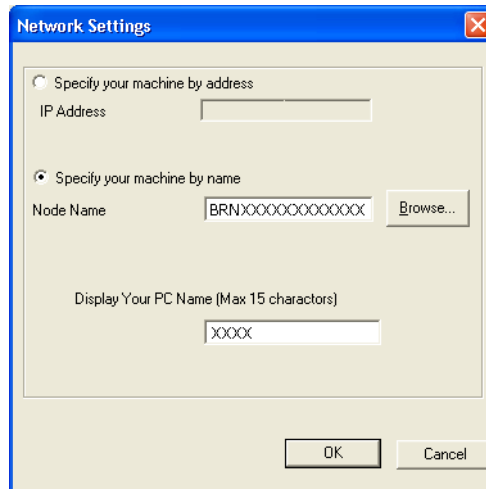 Network Settings
Specify your machine by address
IP Address
Specify your machine by name
Node Name BRNXXXXXXXXXXXX Browse...
Display Your PC Name (Max 15 charactors)
XXXX
OK Cancel